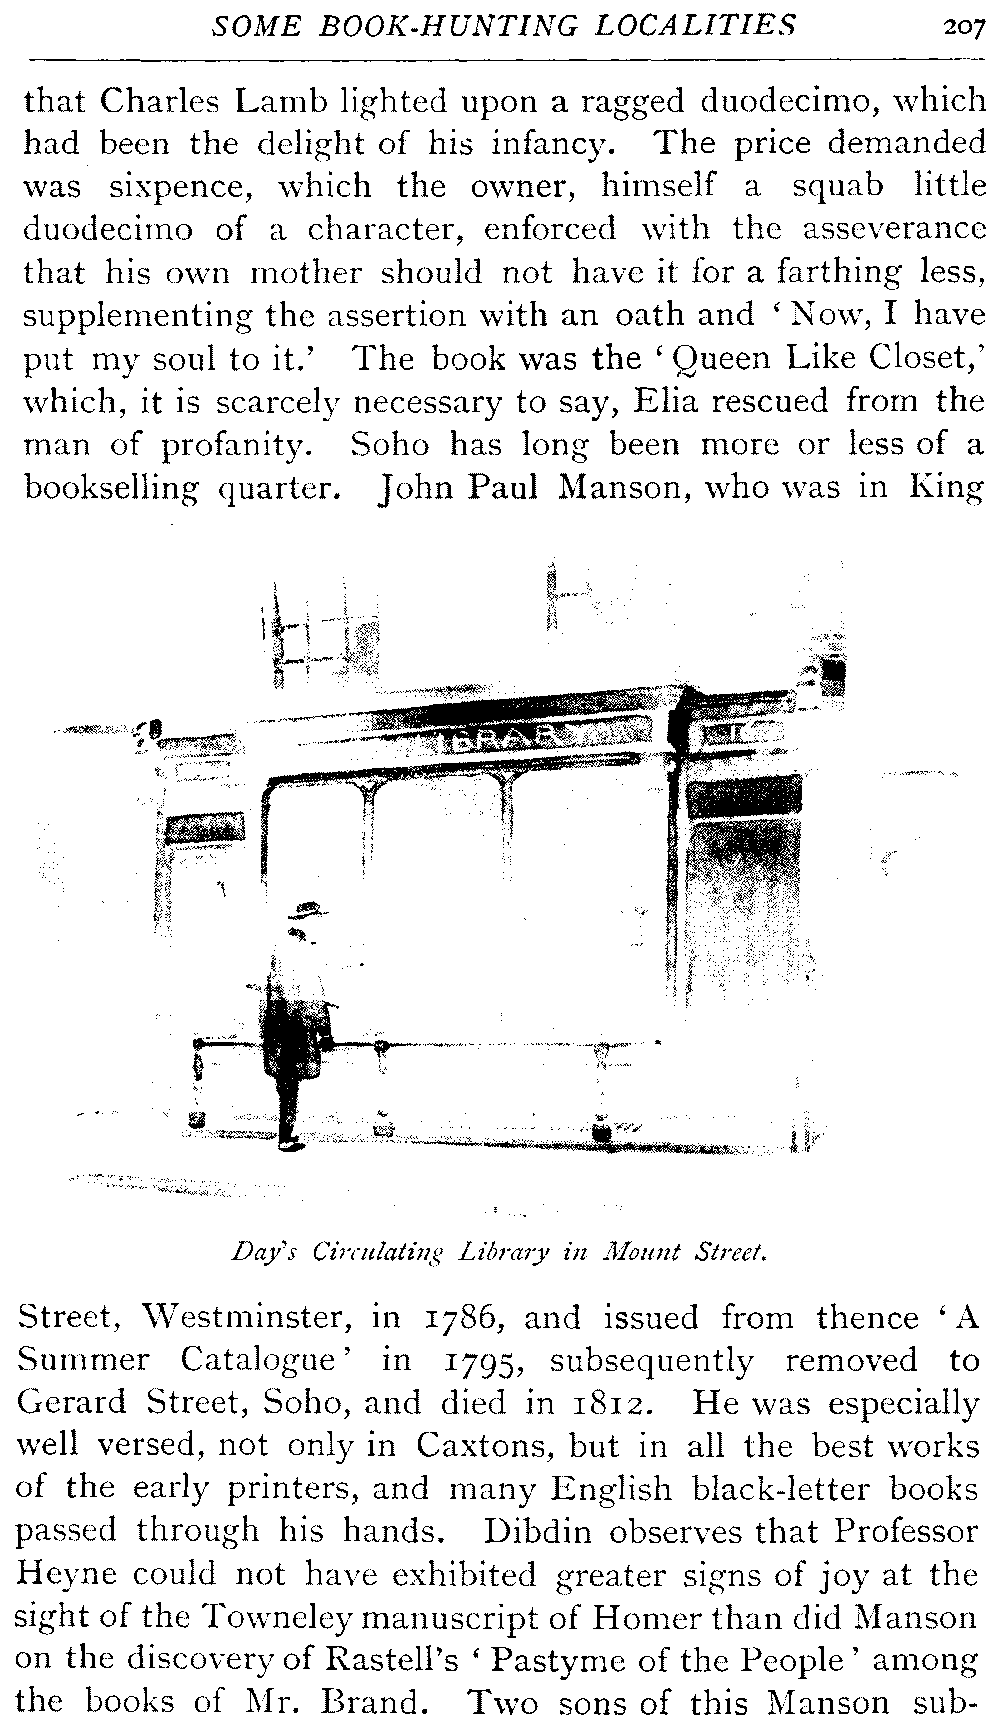 SOME BOOK-HUNTING LOCALITIES 207
that Charles Lamb lighted upon a ragged duodecimo, which
had been the delight of his infancy. The price demanded
was sixpence, which the owner, himself a squab little
duodecimo of a character, enforced with the asseverance
that his own mother should not have it for a farthing less,
supplementing the assertion with an oath and ‘Now, I have
put my soul to it.’ The book was the ‘Queen Like Closet,’
which, it is scarcely necessary to say, Elia rescued from the
man of profanity. Soho has long been more or less of a
bookselling quarter. John Paul Manson, who was in King
LIBRARY
Day's Circulating Library in Mount Street.
Street, Westminster, in 1786, and issued from thence ‘A
Summer Catalogue’ in 1795, subsequently removed to
Gerard Street, Soho, and died in 1812. He was especially
well versed, not only in Caxtons, but in all the best works
of the early printers, and many English black-letter books
passed through his hands. Dibdin observes that Professor
Heyne could not have exhibited greater signs of joy at the
sight of the Towneley manuscript of Homer than did Manson
on the discovery of Rastell's ‘Pastyme of the People’ among
the books of Mr. Brand. Two sons of this Manson sub-